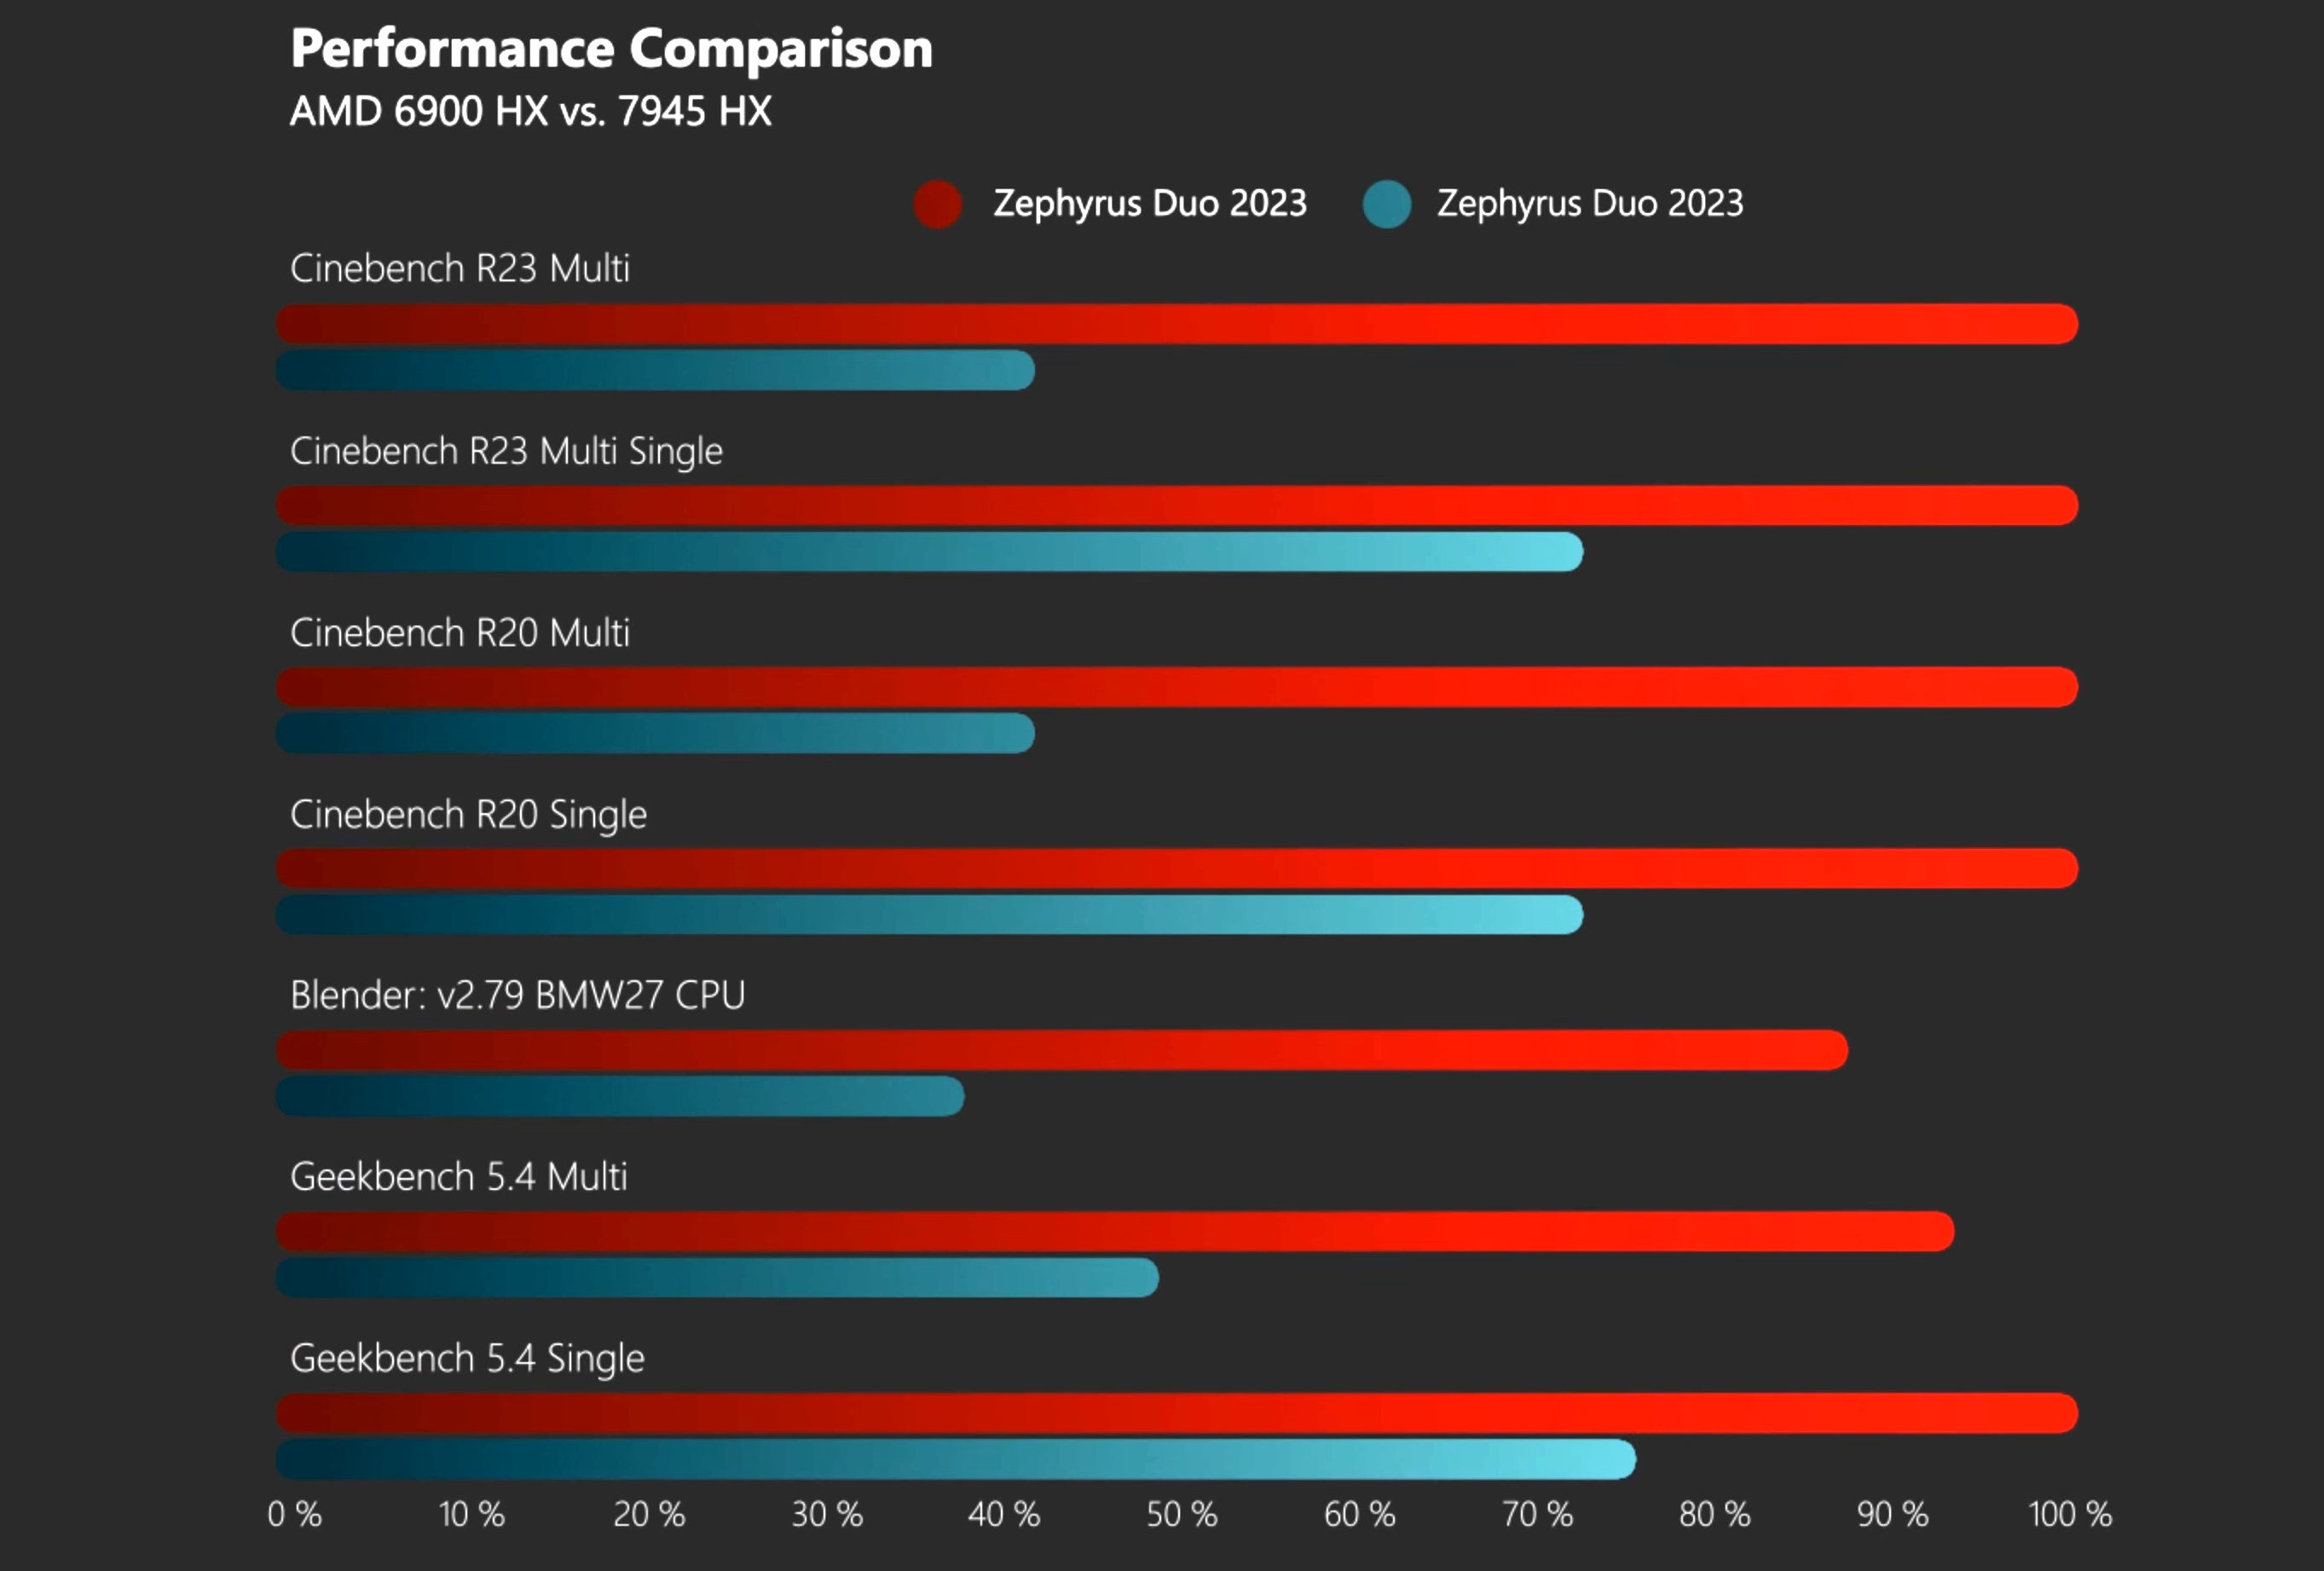 Performance Comparison
AMD 6900 HX vs. 7945 HX
Zephyrus Duo 2023 Zephyrus Duo 2023
Cinebench R23 Multi
Cinebench R23 Multi Single
Cinebench R20 Multi
Cinebench R20 Single
Blender: v2.79 BMW27 CPU
Geekbench 5.4 Multi
Geekbench 5.4 Single
0 % 10 % 20 % 30 % 40 % 50 % 60 % 70 % 80 % 90 % 100 %